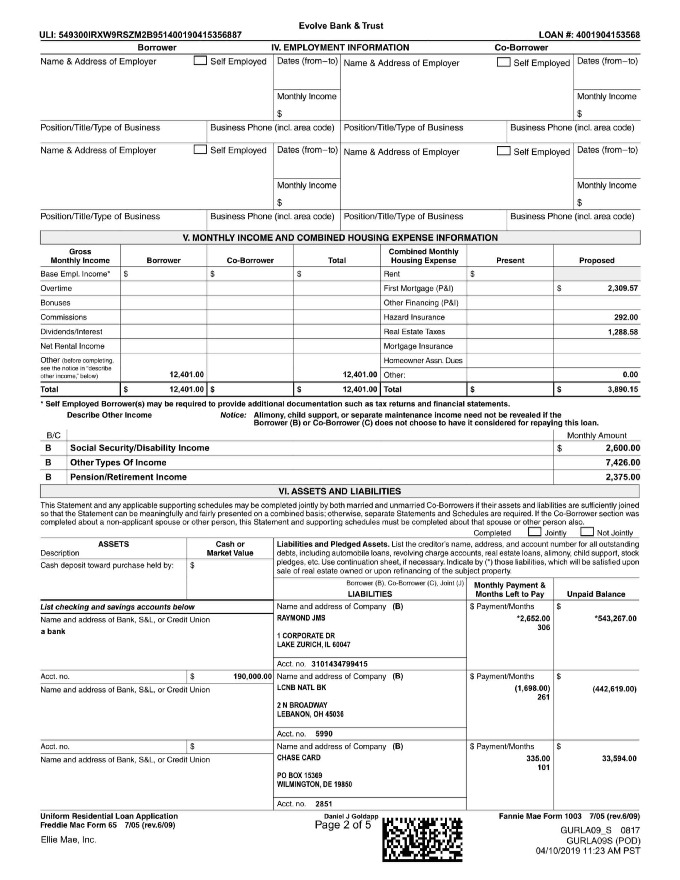 Evolve Bank & Trust
ULI: 549300IRXW9RSZM2B951400190415356887 LOAN #: 4001904153568
Borrower IV. EMPLOYMENT INFORMATION Co-Borrower
Name & Address of Employer Self Employed Dates (from–to) Name & Address of Employer Self Employed Dates (from–to)
Monthly Income Monthly Income
$ $
Position/Title/Type of Business Business Phone (incl. area code) Position/Title/Type of Business Business Phone (incl. area code)
Name & Address of Employer Self Employed Dates (from–to) Name & Address of Employer Self Employed Dates (from–to)
Monthly Income Monthly Income
$ $
Position/Title/Type of Business Business Phone (incl. area code) Position/Title/Type of Business Business Phone (incl. area code)
V. MONTHLY INCOME AND COMBINED HOUSING EXPENSE INFORMATION
Gross Combined Monthly
Monthly Income Borrower Co-Borrower Total Housing Expense Present Proposed
Base Empl. Income* $ $ $ Rent $
Overtime First Mortgage (P&I) $ 2,309.57
Bonuses Other Financing (P&I)
Commissions Hazard Insurance 292.00
Dividends/Interest Real Estate Taxes 1,288.58
Net Rental Income Mortgage Insurance
Other (before completing, Homeowner Assn. Dues
see the notice in "describe
other income," below) 12,401.00 12,401.00 Other: 0.00
Total $ 12,401.00 $ $ 12,401.00 Total $ $ 3,890.15
* Self Employed Borrower(s) may be required to provide additional documentation such as tax returns and financial statements.
Describe Other Income Notice: Alimony, child support, or separate maintenance income need not be revealed if the
Borrower (B) or Co-Borrower (C) does not choose to have it considered for repaying this loan.
B/C Monthly Amount
B Social Security/Disability Income $ 2,600.00
B Other Types Of Income 7,426.00
B Pension/Retirement Income 2,375.00
VI. ASSETS AND LIABILITIES
This Statement and any applicable supporting schedules may be completed jointly by both married and unmarried Co-Borrowers if their assets and liabilities are sufficiently joined
so that the Statement can be meaningfully and fairly presented on a combined basis; otherwise, separate Statements and Schedules are required. If the Co-Borrower section was
completed about a non-applicant spouse or other person, this Statement and supporting schedules must be completed about that spouse or other person also.
Completed Jointly Not Jointly
ASSETS Cash or Liabilities and Pledged Assets. List the creditor's name, address, and account number for all outstanding
Description Market Value debts, including automobile loans, revolving charge accounts, real estate loans, alimony, child support, stock
Cash deposit toward purchase held by: $ pledges, etc. Use continuation sheet, if necessary. Indicate by (*) those liabilities, which will be satisfied upon
sale of real estate owned or upon refinancing of the subject property.
Borrower (B), Co-Borrower (C), Joint (J) Monthly Payment &
LIABILITIES Months Left to Pay Unpaid Balance
List checking and savings accounts below Name and address of Company (B) $ Payment/Months $
Name and address of Bank, S&L, or Credit Union RAYMOND JMS *2,652.00 *543,267.00
a bank 306
1 CORPORATE DR
LAKE ZURICH, IL 60047
Acct. no. 3101434799415
Acct. no. $ 190,000.00 Name and address of Company (B) $ Payment/Months $
Name and address of Bank, S&L, or Credit Union LCNB NATL BK (1,698.00) (442,619.00)
261
2 N BROADWAY
LEBANON, OH 45036
Acct. no. 5990
Acct. no. $ Name and address of Company (B) $ Payment/Months $
Name and address of Bank, S&L, or Credit Union CHASE CARD 335.00 33,594.00
101
PO BOX 15369
WILMINGTON, DE 19850
Acct. no. 2851
Uniform Residential Loan Application Daniel J Goldapp Fannie Mae Form 1003 7/05 (rev.6/09)
Freddie Mac Form 65 7/05 (rev.6/09) Page 2 of 5
GURLA09_S 0817
Ellie Mae, Inc. GURLA09S (POD)
04/10/2019 11:23 AM PST